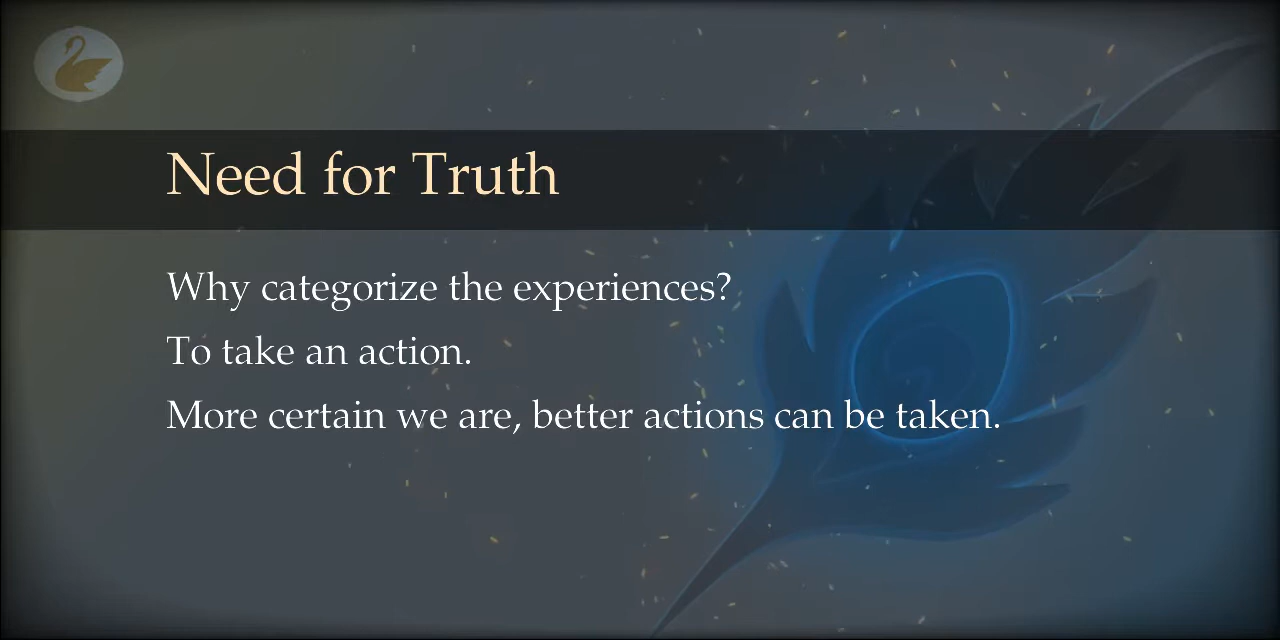 Need for Truth
Why categorize the experiences?
To take an action.
More certain we are, better actions can be taken.